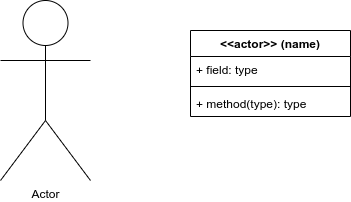 <<actor>> (name)
+ field: type
+ method(type): type
Actor